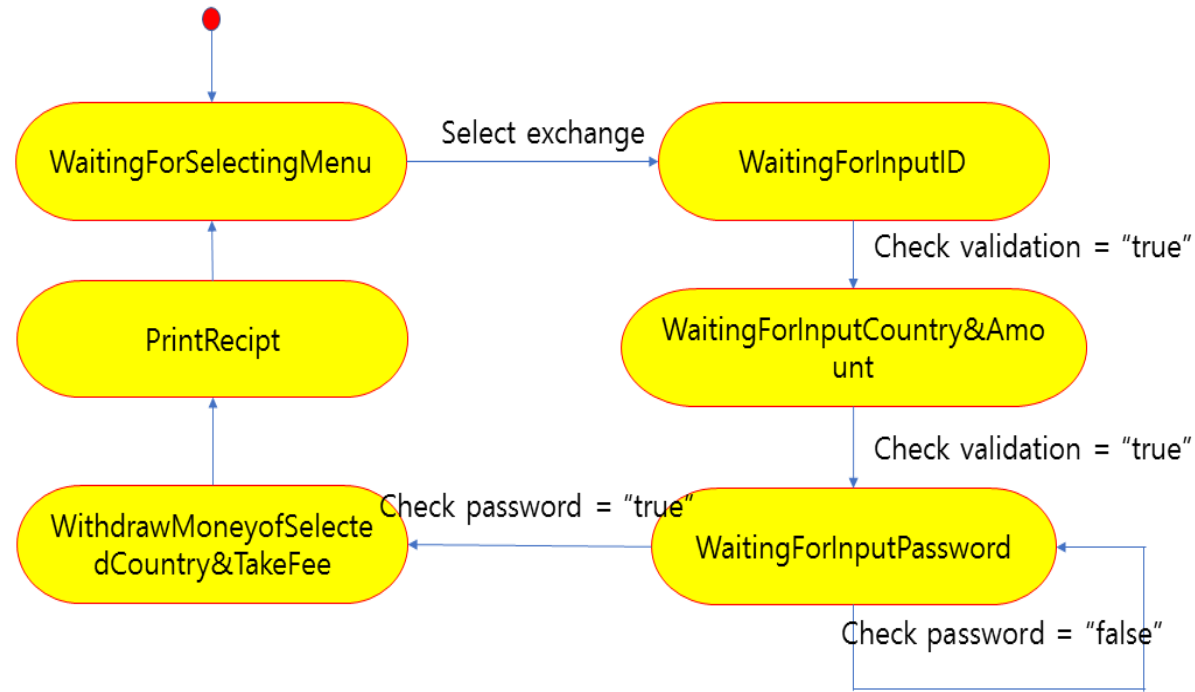 WaitingForSelectingMenu
Select exchange
WaitingForInputID
Check validation = “true”
WaitingForInputCountry&Amo
unt
PrintRecipt
Check validation = “true”
WithdrawMoneyofSelecte
dCountry&TakeFee
Check password = “true”
WaitingForInputPassword
Check password = “false”